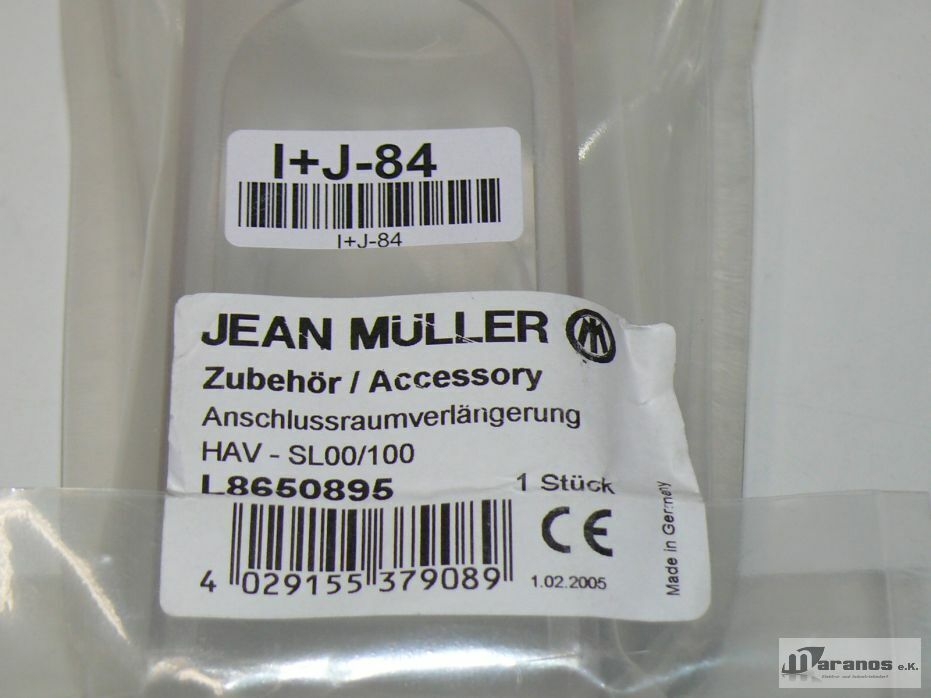 I+J-84
I+J-84
JEAN MÜLLER
Zubehör / Accessory
Anschlussraumverlängerung
HAV - SL00/100
L8650895
1 Stück
CE
4 029155 379089
1.02.2005
Made in Germany
maranos e.K.